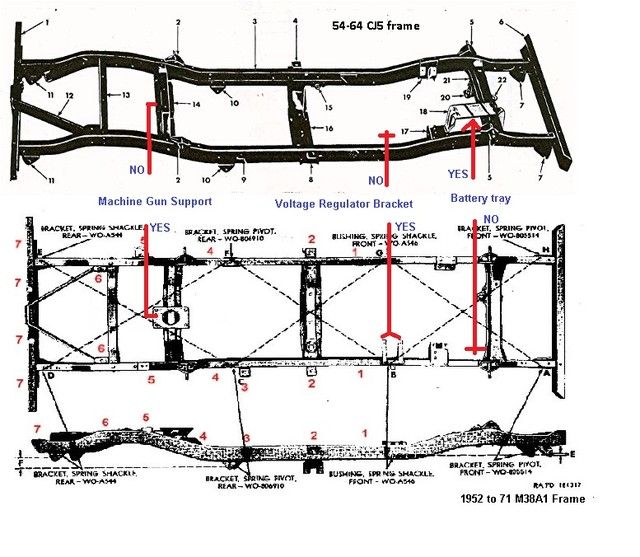 54-64 CJ5 frame
1 2 3 4 5 6
11 12 13 14 10 15 19 21 20 22 18 7
16 17
2 9 10 8 5 7 11
NO NO YES
Machine Gun Support Voltage Regulator Bracket Battery tray
YES YES NO
BRACKET, SPRING SHACKLE, REAR - WO-A544
BRACKET, SPRING PIVOT, REAR - WO-806910
BUSHING, SPRING SHACKLE, FRONT - WO-A546
BRACKET, SPRING PIVOT, FRONT - WO-805514
7 5 4 2 1
E F G H
7 6
7 6
7 5 4 3 2 1
D C B A
7 6 5 4 3 2 1
F E
BRACKET, SPRING SHACKLE, REAR - WO-A544
BRACKET, SPRING PIVOT, REAR - WO-806910
BUSHING, SPRING SHACKLE, FRONT - WO-A546
BRACKET, SPRING PIVOT, FRONT - WO-805514
RA PD 181317
1952 to 71 M38A1 Frame